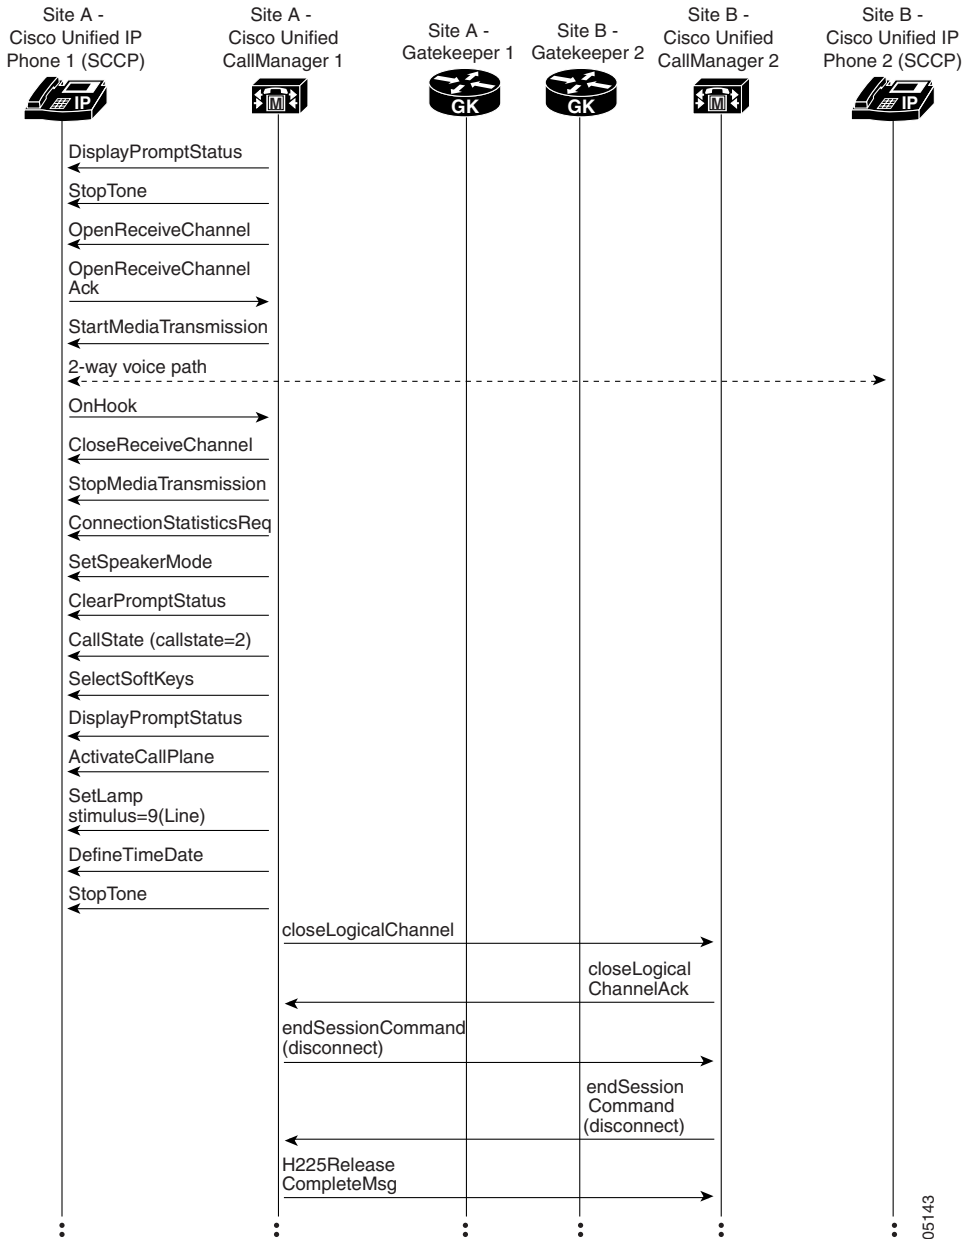 Site A -
Cisco Unified IP
Phone 1 (SCCP)
Site A -
Cisco Unified
CallManager 1
Site A -
Gatekeeper 1
Site B -
Gatekeeper 2
Site B -
Cisco Unified
CallManager 2
Site B -
Cisco Unified IP
Phone 2 (SCCP)
IP
M
GK
GK
M
IP
DisplayPromptStatus
StopTone
OpenReceiveChannel
OpenReceiveChannel
Ack
StartMediaTransmission
2-way voice path
OnHook
CloseReceiveChannel
StopMediaTransmission
ConnectionStatisticsReq
SetSpeakerMode
ClearPromptStatus
CallState (callstate=2)
SelectSoftKeys
DisplayPromptStatus
ActivateCallPlane
SetLamp
stimulus=9(Line)
DefineTimeDate
StopTone
closeLogicalChannel
closeLogical
ChannelAck
endSessionCommand
(disconnect)
endSession
Command
(disconnect)
H225Release
CompleteMsg
05143